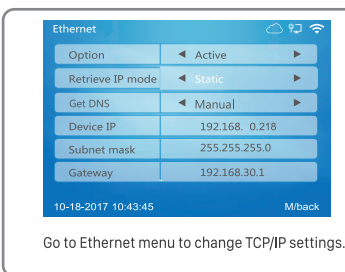 Ethernet
Option ◄ Active ►
Retrieve IP mode ◄ Static ►
Get DNS ◄ Manual ►
Device IP 192.168. 0.218
Subnet mask 255.255.255.0
Gateway 192.168.30.1
10-18-2017 10:43:45 M/back
Go to Ethernet menu to change TCP/IP settings.